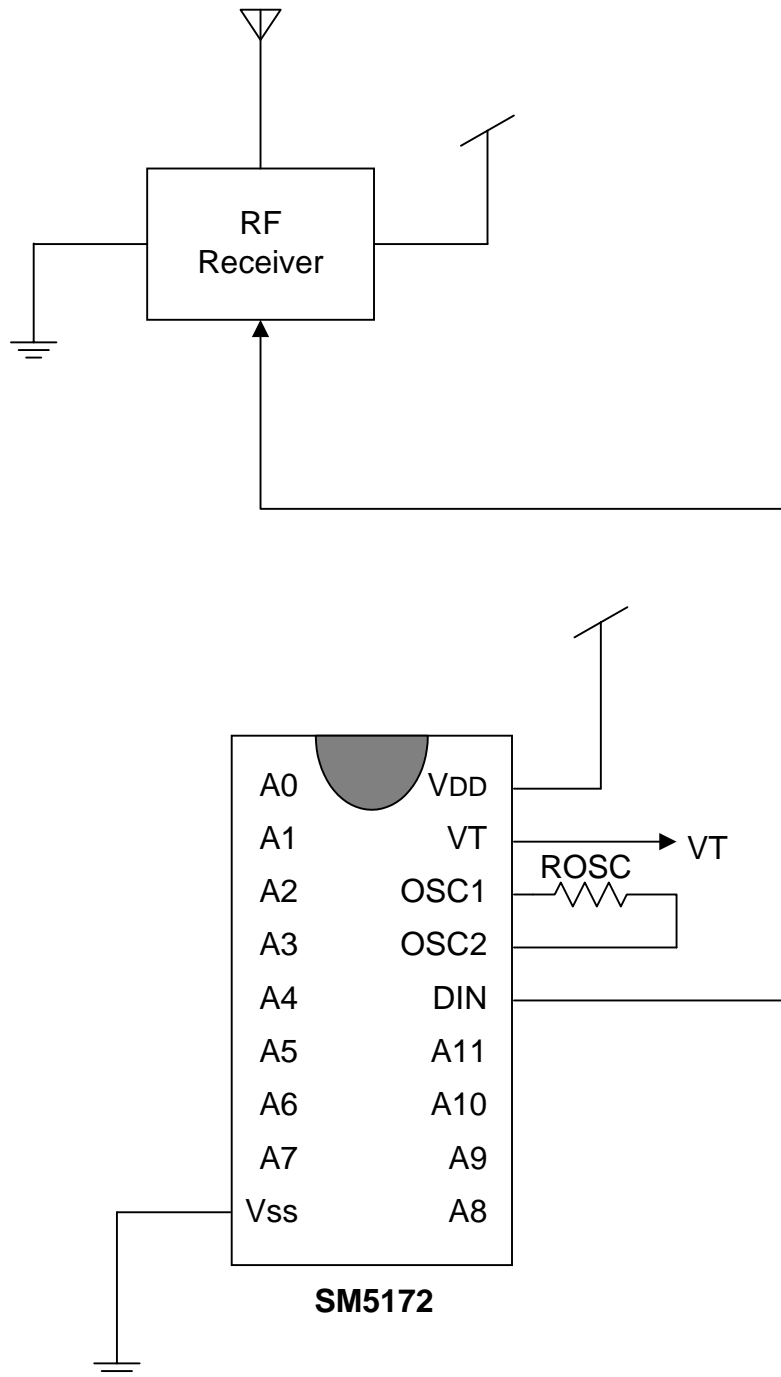 RF
Receiver
A0
VDD
A1
VT
VT
ROSC
A2
OSC1
A3
OSC2
A4
DIN
A5
A11
A6
A10
A7
A9
Vss
A8
SM5172